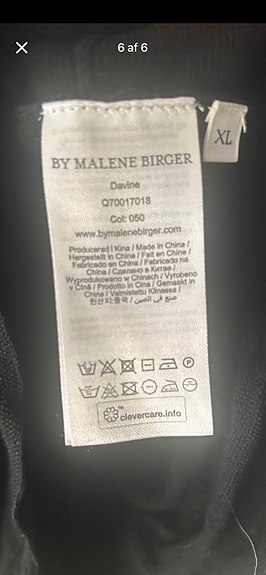 6 af 6
XL
BY MALENE BIRGER
Davine
Q70017018
Col: 050
www.bymalenebirger.com
Produceret i Kina / Made in China /
Hergestellt in China / Fait en Chine /
Fabricado en China / Fabricado na
China / Сделано в Китае /
Wyprodukowano w Chinach / Vyrobeno
v Číně / Prodotto in Cina / Gemaakt in
China / Valmistettu Kiinassa /
صنع في الصين /
P
™
clevercare.info